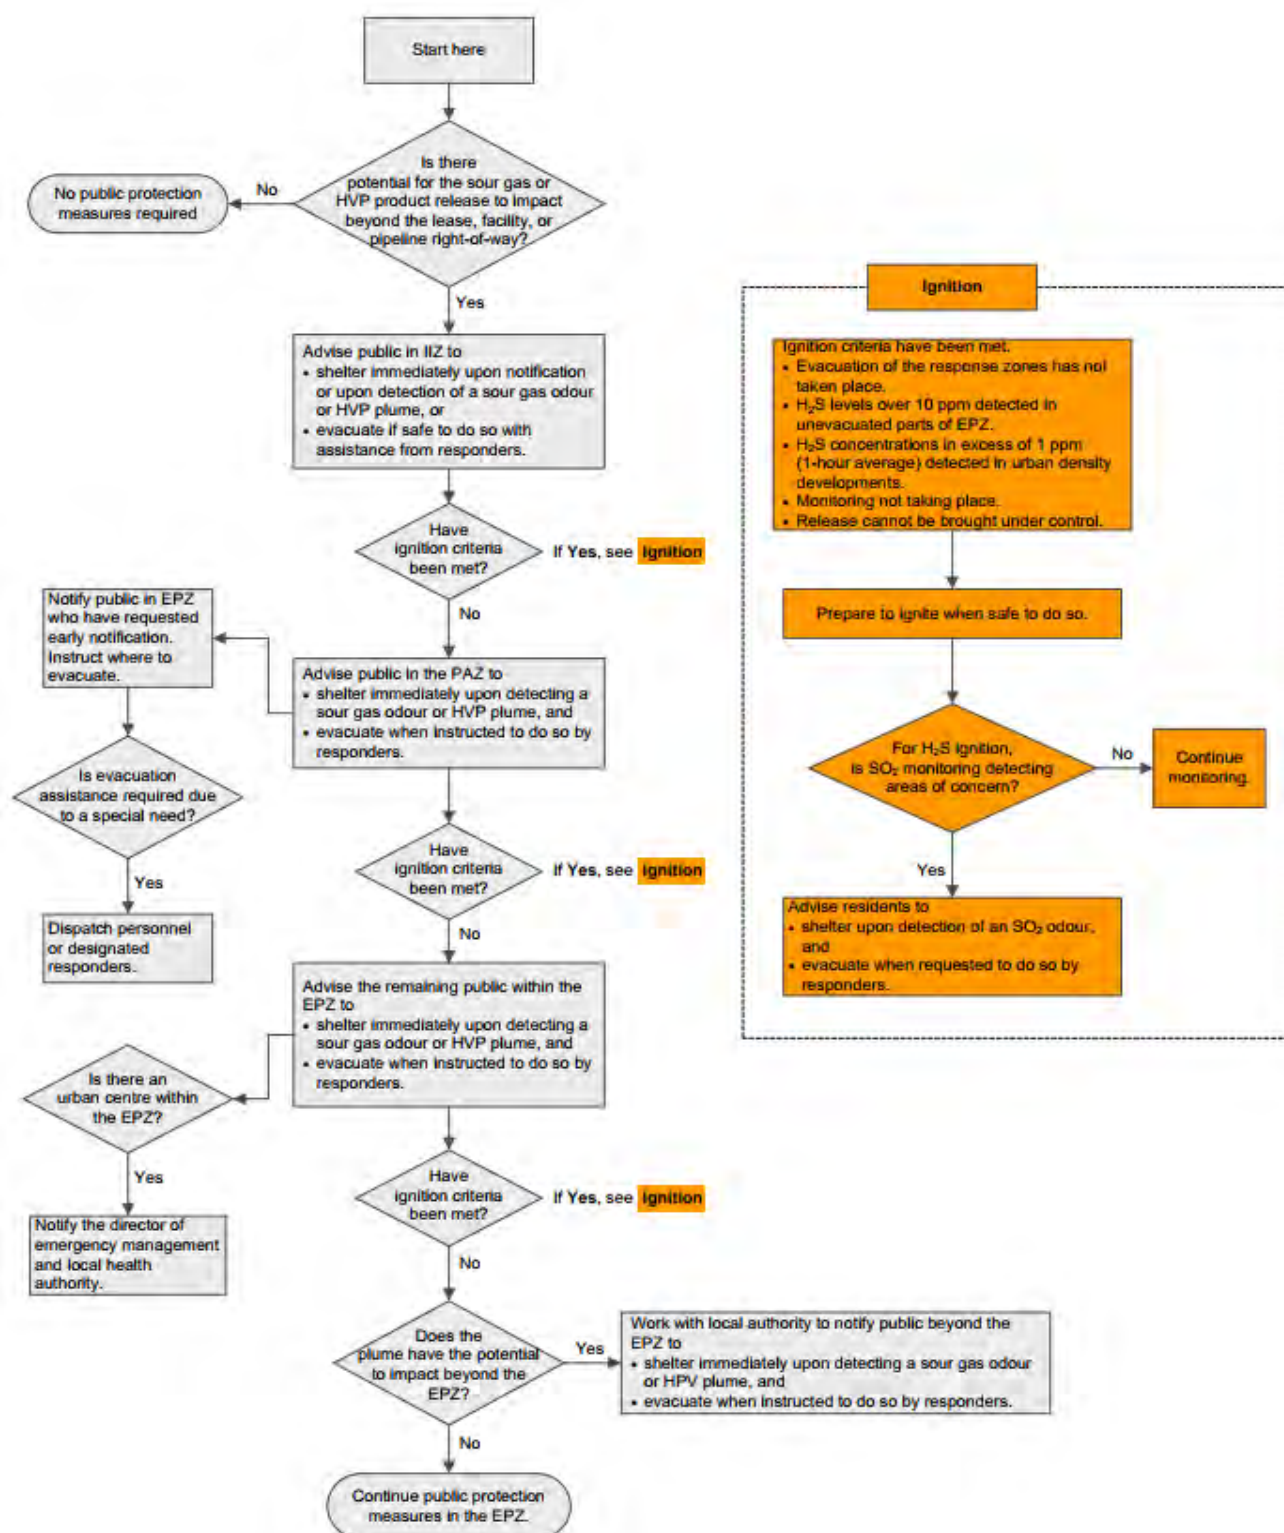 Start here
Is there
potential for the sour gas or
HVP product release to impact
beyond the lease, facility, or
pipeline right-of-way?
No
No public protection
measures required
Yes
Advise public in IIZ to
• shelter immediately upon notification
or upon detection of a sour gas odour
or HVP plume, or
• evacuate if safe to do so with
assistance from responders.
Have
ignition criteria
been met?
If Yes, see Ignition
No
Advise public in the PAZ to
• shelter immediately upon detecting a
sour gas odour or HVP plume, and
• evacuate when instructed to do so by
responders.
Notify public in EPZ
who have requested
early notification.
Instruct where to
evacuate.
Is evacuation
assistance required due
to a special need?
Yes
Dispatch personnel
or designated
responders.
Have
ignition criteria
been met?
If Yes, see Ignition
No
Advise the remaining public within the
EPZ to
• shelter immediately upon detecting a
sour gas odour or HVP plume, and
• evacuate when instructed to do so by
responders.
Is there an
urban centre within
the EPZ?
Yes
Notify the director of
emergency management
and local health
authority.
Have
ignition criteria
been met?
If Yes, see Ignition
No
Does the
plume have the potential
to impact beyond the
EPZ?
Yes
Work with local authority to notify public beyond the
EPZ to
• shelter immediately upon detecting a sour gas odour
or HPV plume, and
• evacuate when instructed to do so by responders.
No
Continue public protection
measures in the EPZ.
Ignition
Ignition criteria have been met.
• Evacuation of the response zones has not
taken place.
• H₂S levels over 10 ppm detected in
unevacuated parts of EPZ.
• H₂S concentrations in excess of 1 ppm
(1-hour average) detected in urban density
developments.
• Monitoring not taking place.
• Release cannot be brought under control.
Prepare to ignite when safe to do so.
For H₂S ignition,
is SO₂ monitoring detecting
areas of concern?
No
Continue
monitoring.
Yes
Advise residents to
• shelter upon detection of an SO₂ odour,
and
• evacuate when requested to do so by
responders.